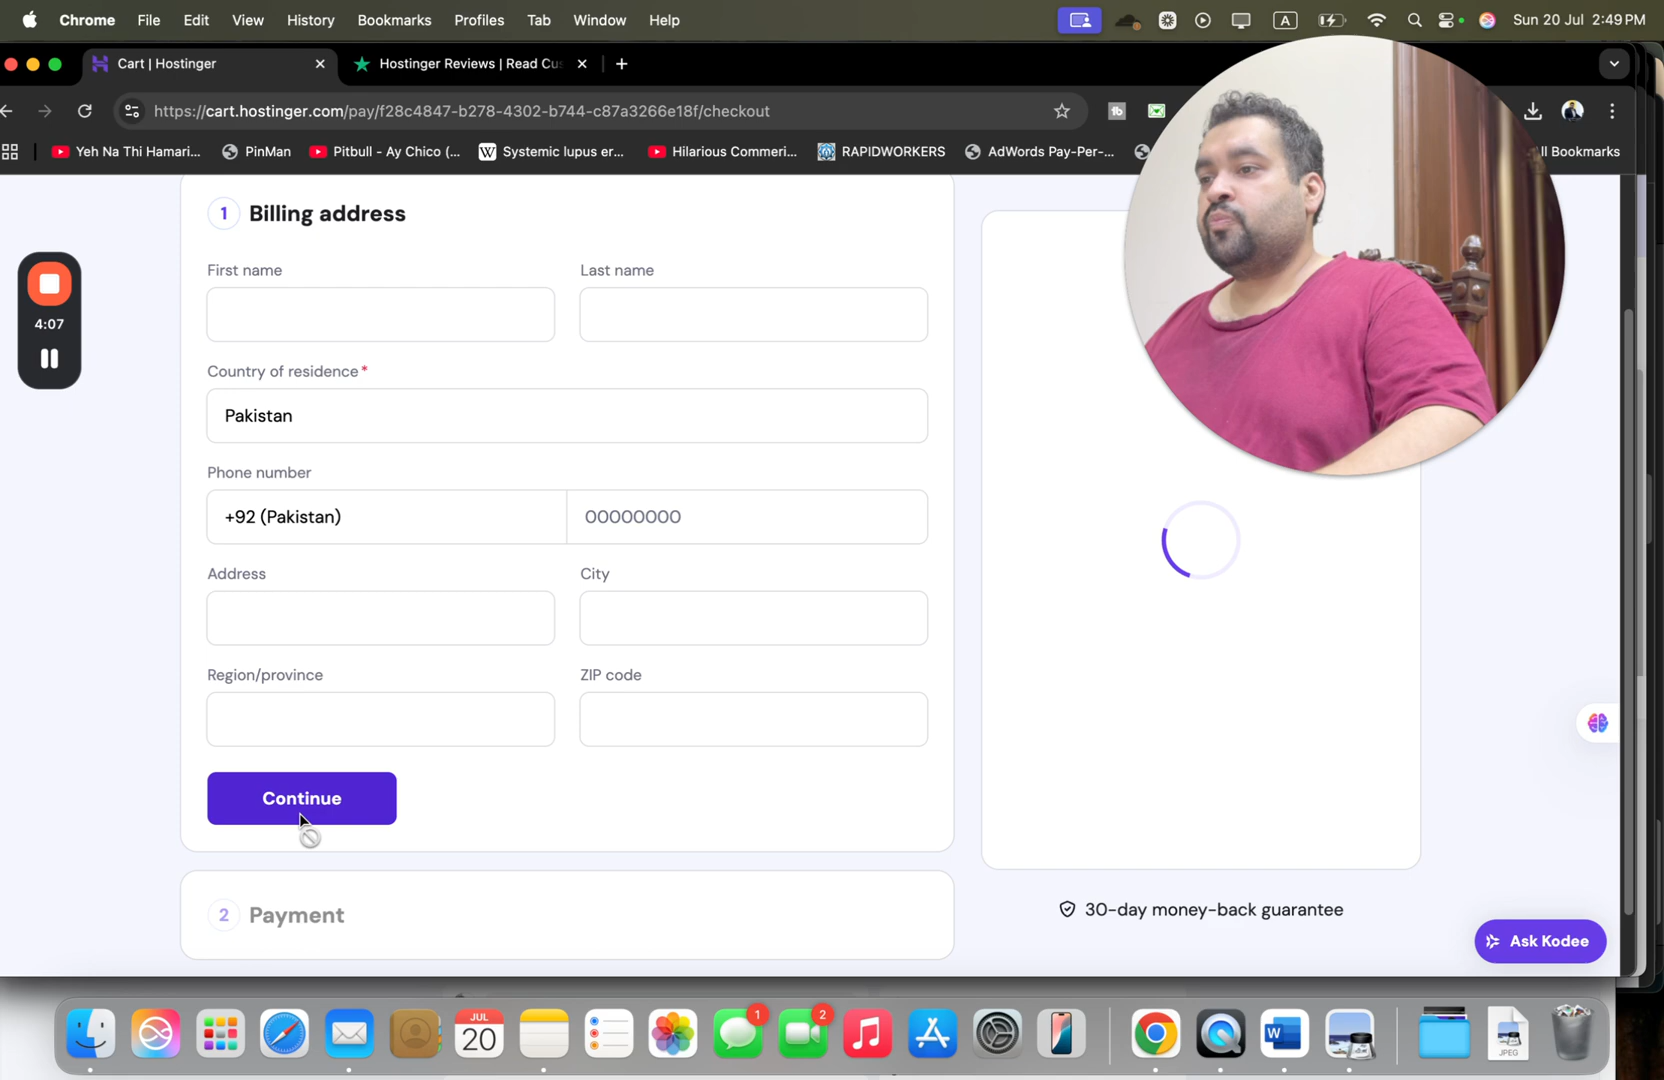 Chrome File Edit View History Bookmarks Profiles Tab Window Help A Sun 20 Jul 2:49 PM
Cart | Hostinger
Hostinger Reviews | Read Cu
https://cart.hostinger.com/pay/f28c4847-b278-4302-b744-c87a3266e18f/checkout
Yeh Na Thi Hamari... PinMan Pitbull - Ay Chico (... Systemic lupus er... Hilarious Commeri... RAPIDWORKERS AdWords Pay-Per-... ll Bookmarks
1 Billing address
First name Last name
4:07
Country of residence*
Pakistan
Phone number
+92 (Pakistan) 00000000
Address City
Region/province ZIP code
Continue
2 Payment
30-day money-back guarantee
Ask Kodee
JUL
20
1
2
W
JPEG